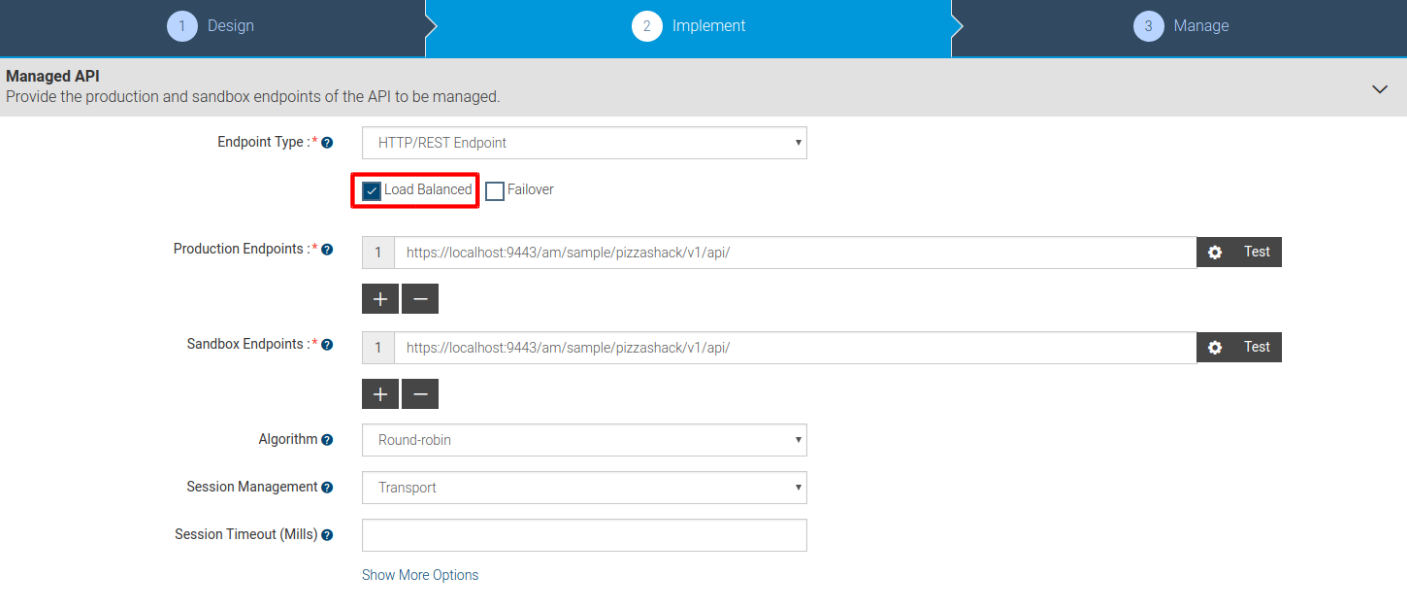 1 Design
2 Implement
3 Manage
Managed API
Provide the production and sandbox endpoints of the API to be managed.
Endpoint Type :* ? HTTP/REST Endpoint
Load Balanced Failover
Production Endpoints :* ? 1 https://localhost:9443/am/sample/pizzashack/v1/api/ Test
+ −
Sandbox Endpoints :* ? 1 https://localhost:9443/am/sample/pizzashack/v1/api/ Test
+ −
Algorithm ? Round-robin
Session Management ? Transport
Session Timeout (Mills) ?
Show More Options